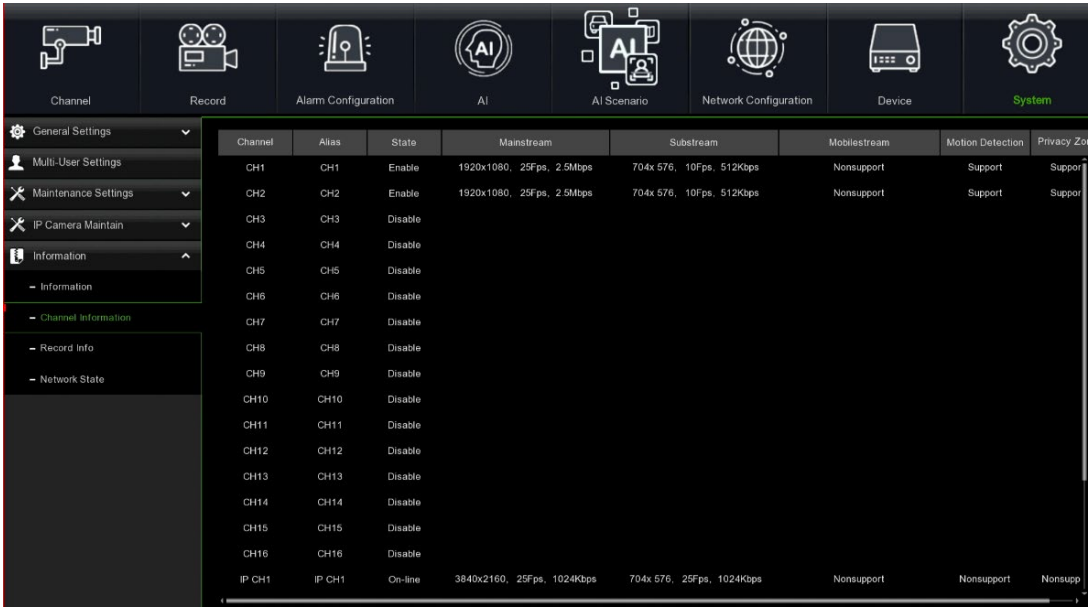 Channel Record Alarm Configuration AI AI Scenario Network Configuration Device System
General Settings
Multi-User Settings
Maintenance Settings
IP Camera Maintain
Information
– Information
– Channel Information
– Record Info
– Network State
Channel Alias State Mainstream Substream Mobilestream Motion Detection Privacy Zo
CH1 CH1 Enable 1920x1080, 25Fps, 2.5Mbps 704x 576, 10Fps, 512Kbps Nonsupport Support Suppor
CH2 CH2 Enable 1920x1080, 25Fps, 2.5Mbps 704x 576, 10Fps, 512Kbps Nonsupport Support Suppor
CH3 CH3 Disable
CH4 CH4 Disable
CH5 CH5 Disable
CH6 CH6 Disable
CH7 CH7 Disable
CH8 CH8 Disable
CH9 CH9 Disable
CH10 CH10 Disable
CH11 CH11 Disable
CH12 CH12 Disable
CH13 CH13 Disable
CH14 CH14 Disable
CH15 CH15 Disable
CH16 CH16 Disable
IP CH1 IP CH1 On-line 3840x2160, 25Fps, 1024Kbps 704x 576, 25Fps, 1024Kbps Nonsupport Nonsupport Nonsupp